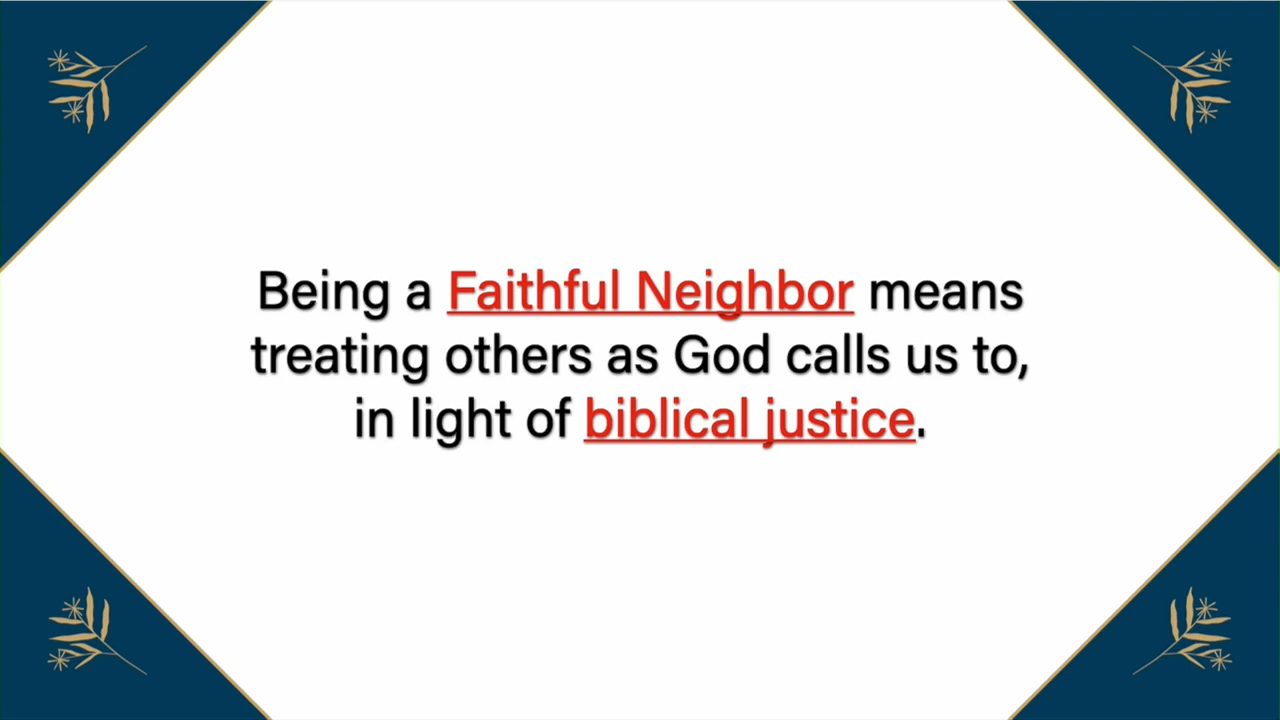 Being a Faithful Neighbor means
treating others as God calls us to,
in light of biblical justice.